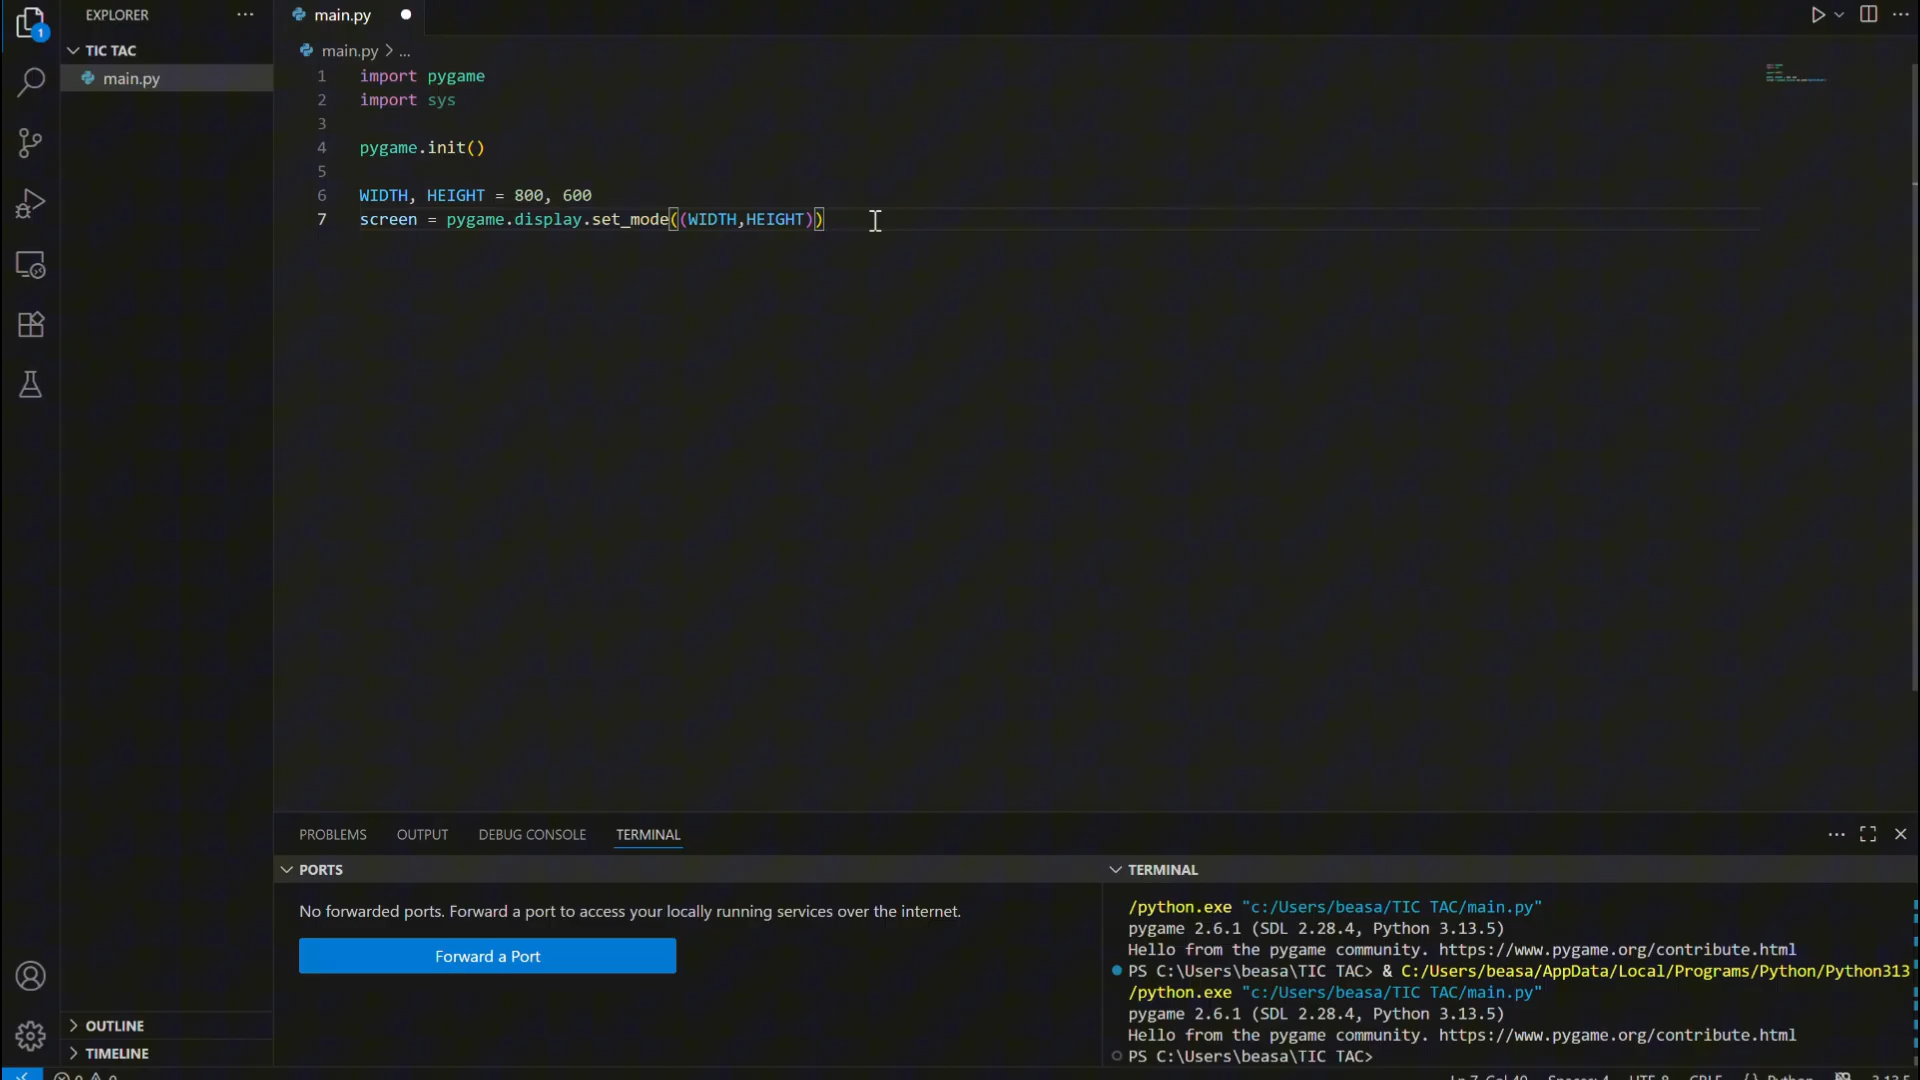 EXPLORER
TIC TAC
main.py
1
main.py
main.py > ...
1 import pygame
2 import sys
3
4 pygame.init()
5
6 WIDTH, HEIGHT = 800, 600
7 screen = pygame.display.set_mode((WIDTH,HEIGHT))
PROBLEMS OUTPUT DEBUG CONSOLE TERMINAL
PORTS
No forwarded ports. Forward a port to access your locally running services over the internet.
Forward a Port
TERMINAL
/python.exe "c:/Users/beasa/TIC TAC/main.py"
pygame 2.6.1 (SDL 2.28.4, Python 3.13.5)
Hello from the pygame community. https://www.pygame.org/contribute.html
PS C:\Users\beasa\TIC TAC> & C:/Users/beasa/AppData/Local/Programs/Python/Python313
/python.exe "c:/Users/beasa/TIC TAC/main.py"
pygame 2.6.1 (SDL 2.28.4, Python 3.13.5)
Hello from the pygame community. https://www.pygame.org/contribute.html
PS C:\Users\beasa\TIC TAC>
OUTLINE
TIMELINE